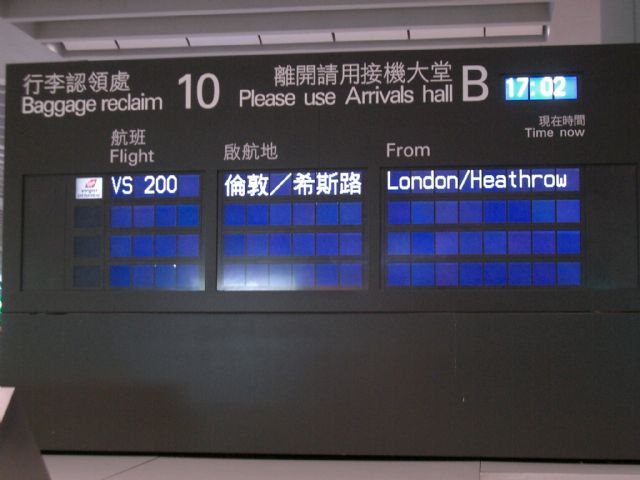 行李認領處 10 離開請用接機大堂 B 17:02
Baggage reclaim Please use Arrivals hall
現在時間
Time now
航班 啟航地 From
Flight
VS 200 倫敦／希斯路 London/Heathrow